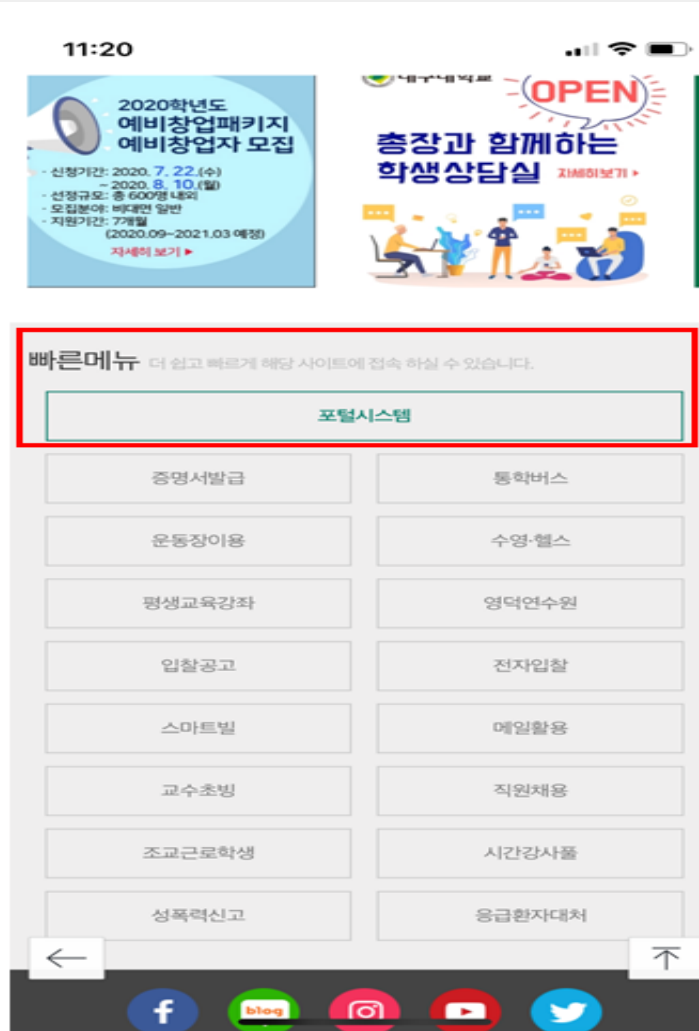 11:20
2020학년도
예비창업패키지
예비창업자 모집
· 신청기간: 2020. 7. 22.(수)
~ 2020. 8. 10.(월)
· 선정규모: 총 600명 내외
· 모집분야: 비대면 일반
· 지원기간: 7개월
(2020.09~2021.03 예정)
자세히 보기 ▶
대구대학교
OPEN
총장과 함께하는
학생상담실 자세히보기 ▶
빠른메뉴 더 쉽고 빠르게 해당 사이트에 접속 하실 수 있습니다.
포털시스템
증명서발급 통학버스
운동장이용 수영·헬스
평생교육강좌 영덕연수원
입찰공고 전자입찰
스마트빌 메일활용
교수초빙 직원채용
조교근로학생 시간강사풀
성폭력신고 응급환자대처
blog